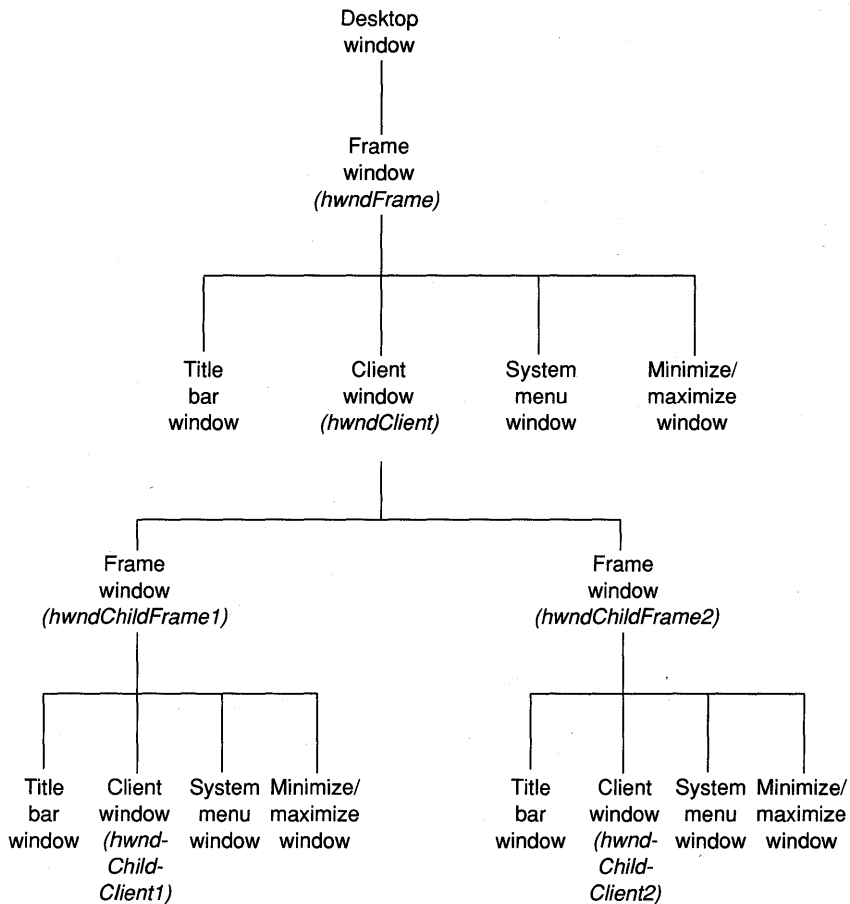 Desktop
window
Frame
window
(hwndFrame)
Title
bar
window
Client
window
(hwndClient)
System
menu
window
Minimize/
maximize
window
Frame
window
(hwndChildFrame1)
Frame
window
(hwndChildFrame2)
Title
bar
window
Client
window
(hwnd-
Child-
Client1)
System
menu
window
Minimize/
maximize
window
Title
bar
window
Client
window
(hwnd-
Child-
Client2)
System
menu
window
Minimize/
maximize
window